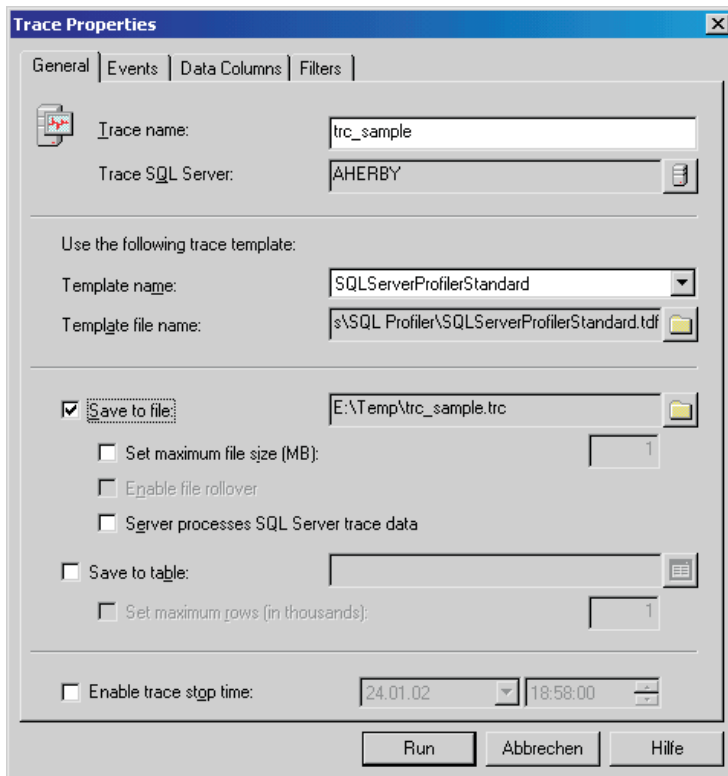 Trace Properties
General Events Data Columns Filters
Trace name: trc_sample
Trace SQL Server: AHERBY
Use the following trace template:
Template name: SQLServerProfilerStandard
Template file name: s\SQL Profiler\SQLServerProfilerStandard.tdf
Save to file: E:\Temp\trc_sample.trc
Set maximum file size (MB): 1
Enable file rollover
Server processes SQL Server trace data
Save to table:
Set maximum rows (in thousands): 1
Enable trace stop time: 24.01.02 18:58:00
Run Abbrechen Hilfe